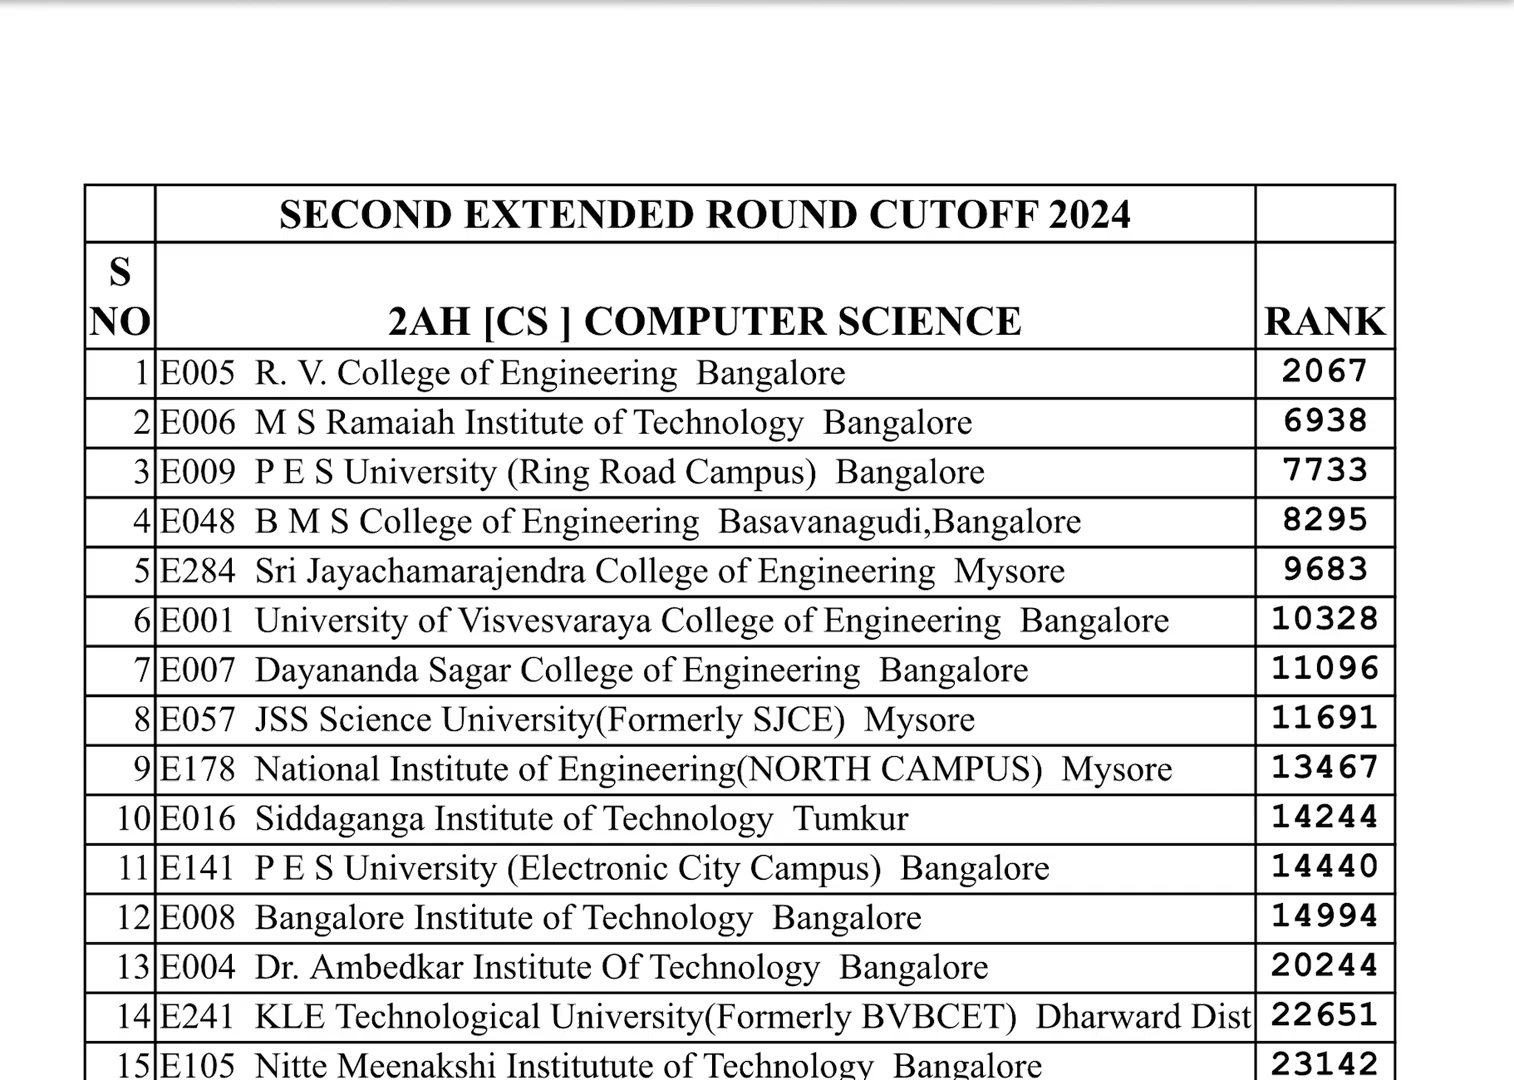 SECOND EXTENDED ROUND CUTOFF 2024
S NO 2AH [CS ] COMPUTER SCIENCE RANK
1 E005 R. V. College of Engineering Bangalore 2067
2 E006 M S Ramaiah Institute of Technology Bangalore 6938
3 E009 P E S University (Ring Road Campus) Bangalore 7733
4 E048 B M S College of Engineering Basavanagudi,Bangalore 8295
5 E284 Sri Jayachamarajendra College of Engineering Mysore 9683
6 E001 University of Visvesvaraya College of Engineering Bangalore 10328
7 E007 Dayananda Sagar College of Engineering Bangalore 11096
8 E057 JSS Science University(Formerly SJCE) Mysore 11691
9 E178 National Institute of Engineering(NORTH CAMPUS) Mysore 13467
10 E016 Siddaganga Institute of Technology Tumkur 14244
11 E141 P E S University (Electronic City Campus) Bangalore 14440
12 E008 Bangalore Institute of Technology Bangalore 14994
13 E004 Dr. Ambedkar Institute Of Technology Bangalore 20244
14 E241 KLE Technological University(Formerly BVBCET) Dharward Dist 22651
15 E105 Nitte Meenakshi Institutute of Technology Bangalore 23142